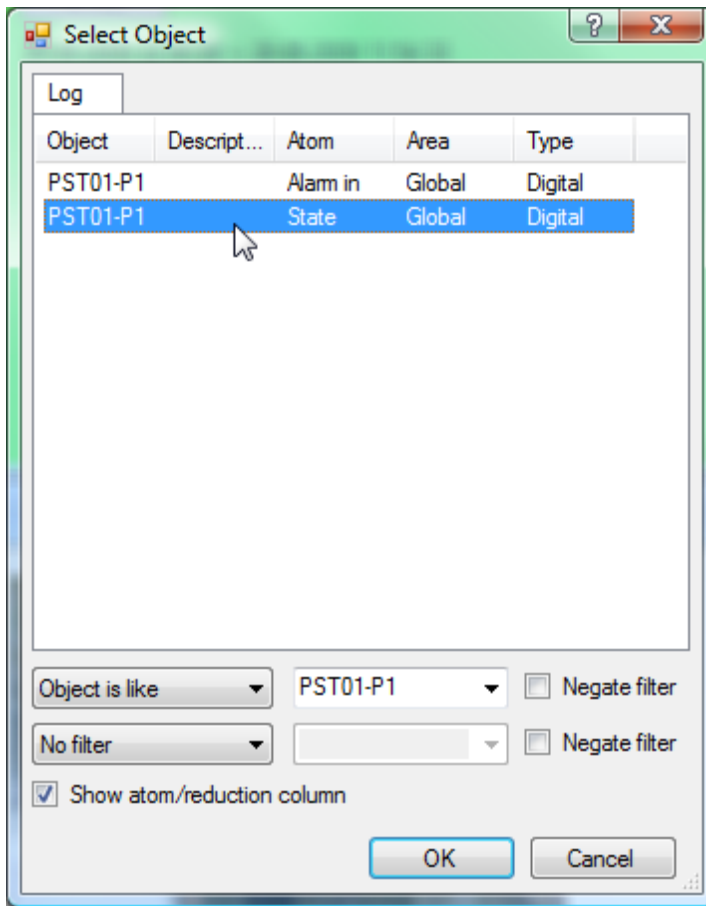 Select Object
Log
Object Descript... Atom Area Type
PST01-P1 Alarm in Global Digital
PST01-P1 State Global Digital
Object is like PST01-P1 Negate filter
No filter Negate filter
Show atom/reduction column
OK Cancel